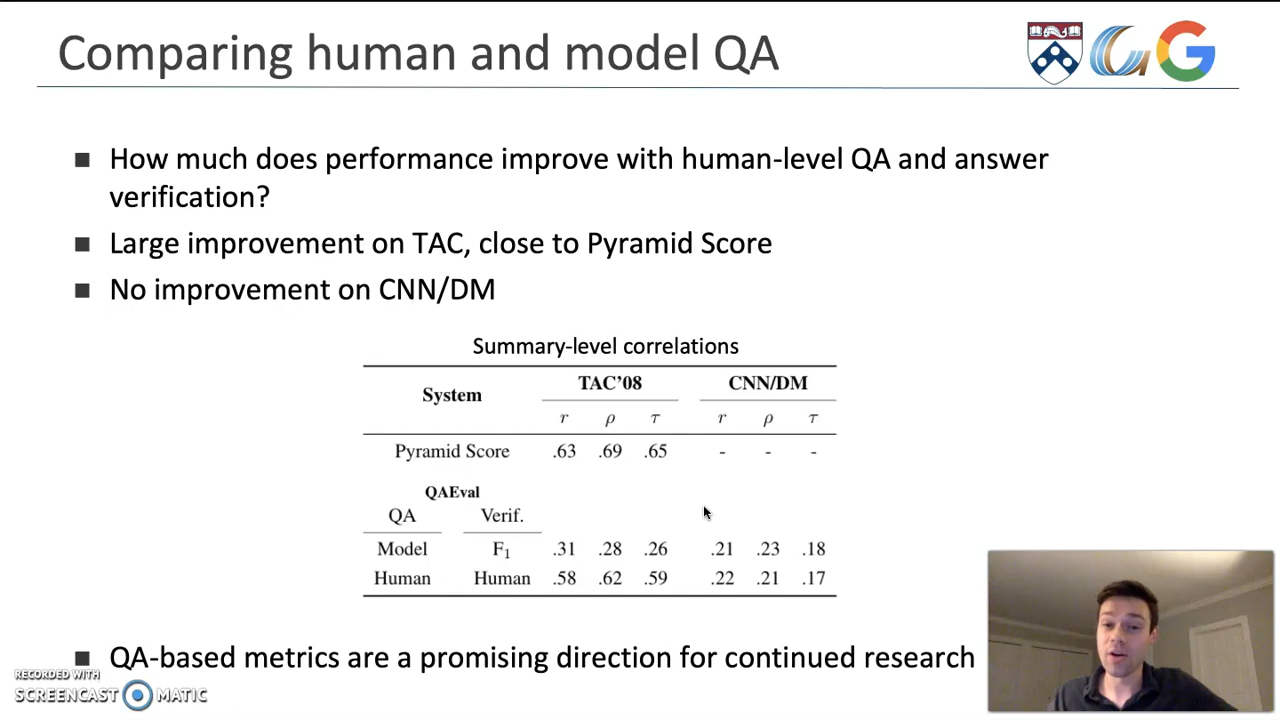 Comparing human and model QA
■ How much does performance improve with human-level QA and answer
verification?
■ Large improvement on TAC, close to Pyramid Score
■ No improvement on CNN/DM
Summary-level correlations
System TAC'08 CNN/DM
r ρ τ r ρ τ
Pyramid Score .63 .69 .65 - - -
QAEval
QA Verif.
Model F₁ .31 .28 .26 .21 .23 .18
Human Human .58 .62 .59 .22 .21 .17
■ QA-based metrics are a promising direction for continued research
RECORDED WITH
SCREENCAST MATIC